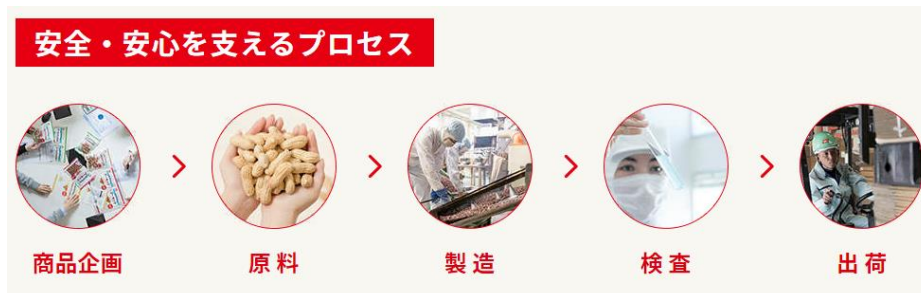 安全・安心を支えるプロセス
商品企画
原料
製造
検査
出荷